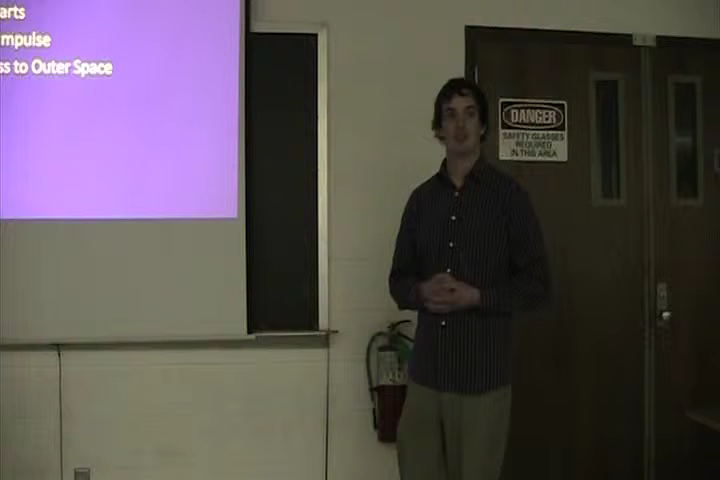 arts
mpulse
ss to Outer Space
DANGER
SAFETY GLASSES
REQUIRED
IN THIS AREA